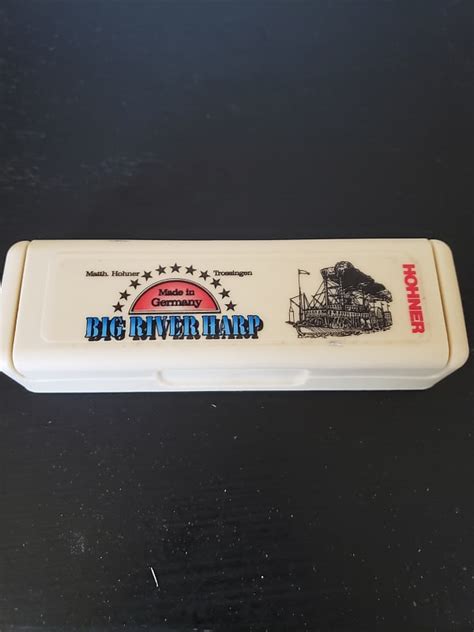 Matth. Hohner Trossingen
Made in
Germany
BIG RIVER HARP
HOHNER